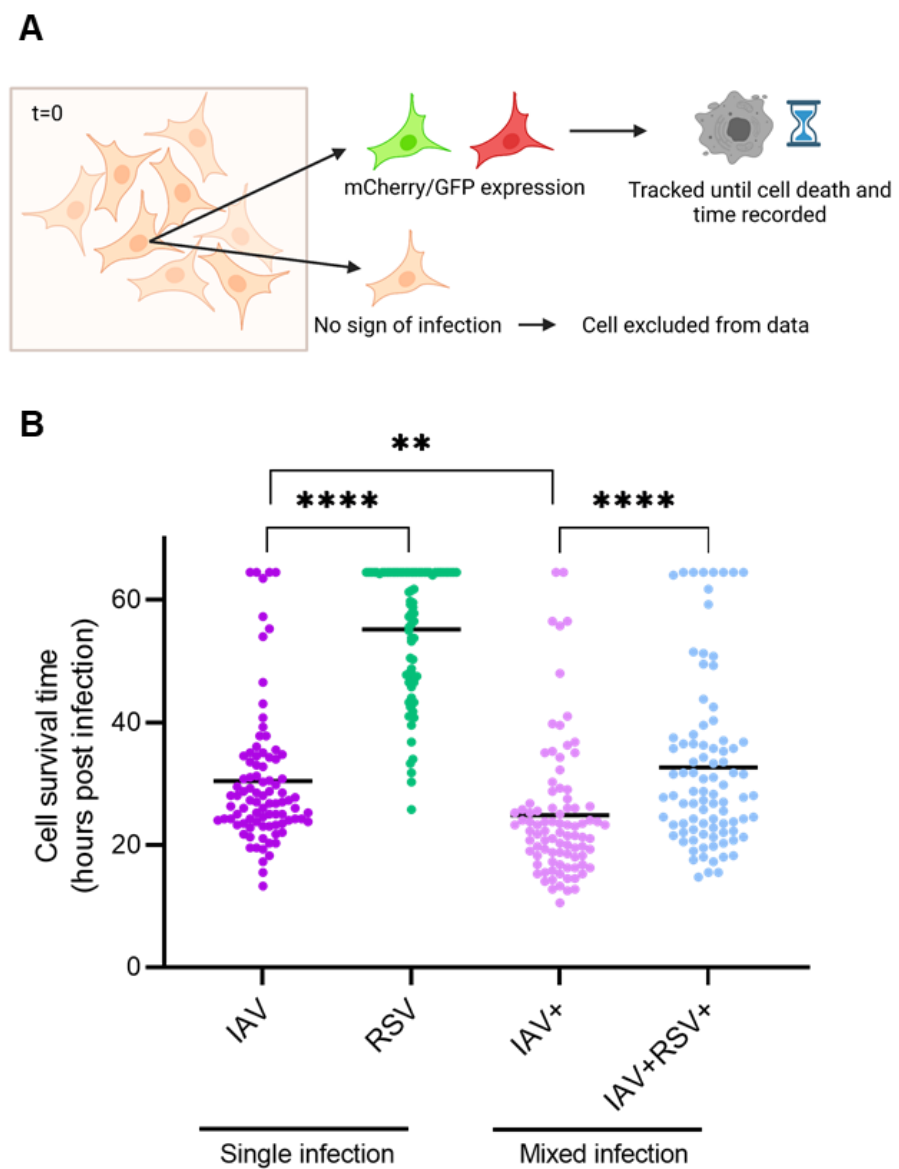 A
t=0
mCherry/GFP expression
Tracked until cell death and
time recorded
No sign of infection
Cell excluded from data
B
**
****
****
Cell survival time
(hours post infection)
60
40
20
0
IAV
RSV
IAV+
IAV+RSV+
Single infection
Mixed infection